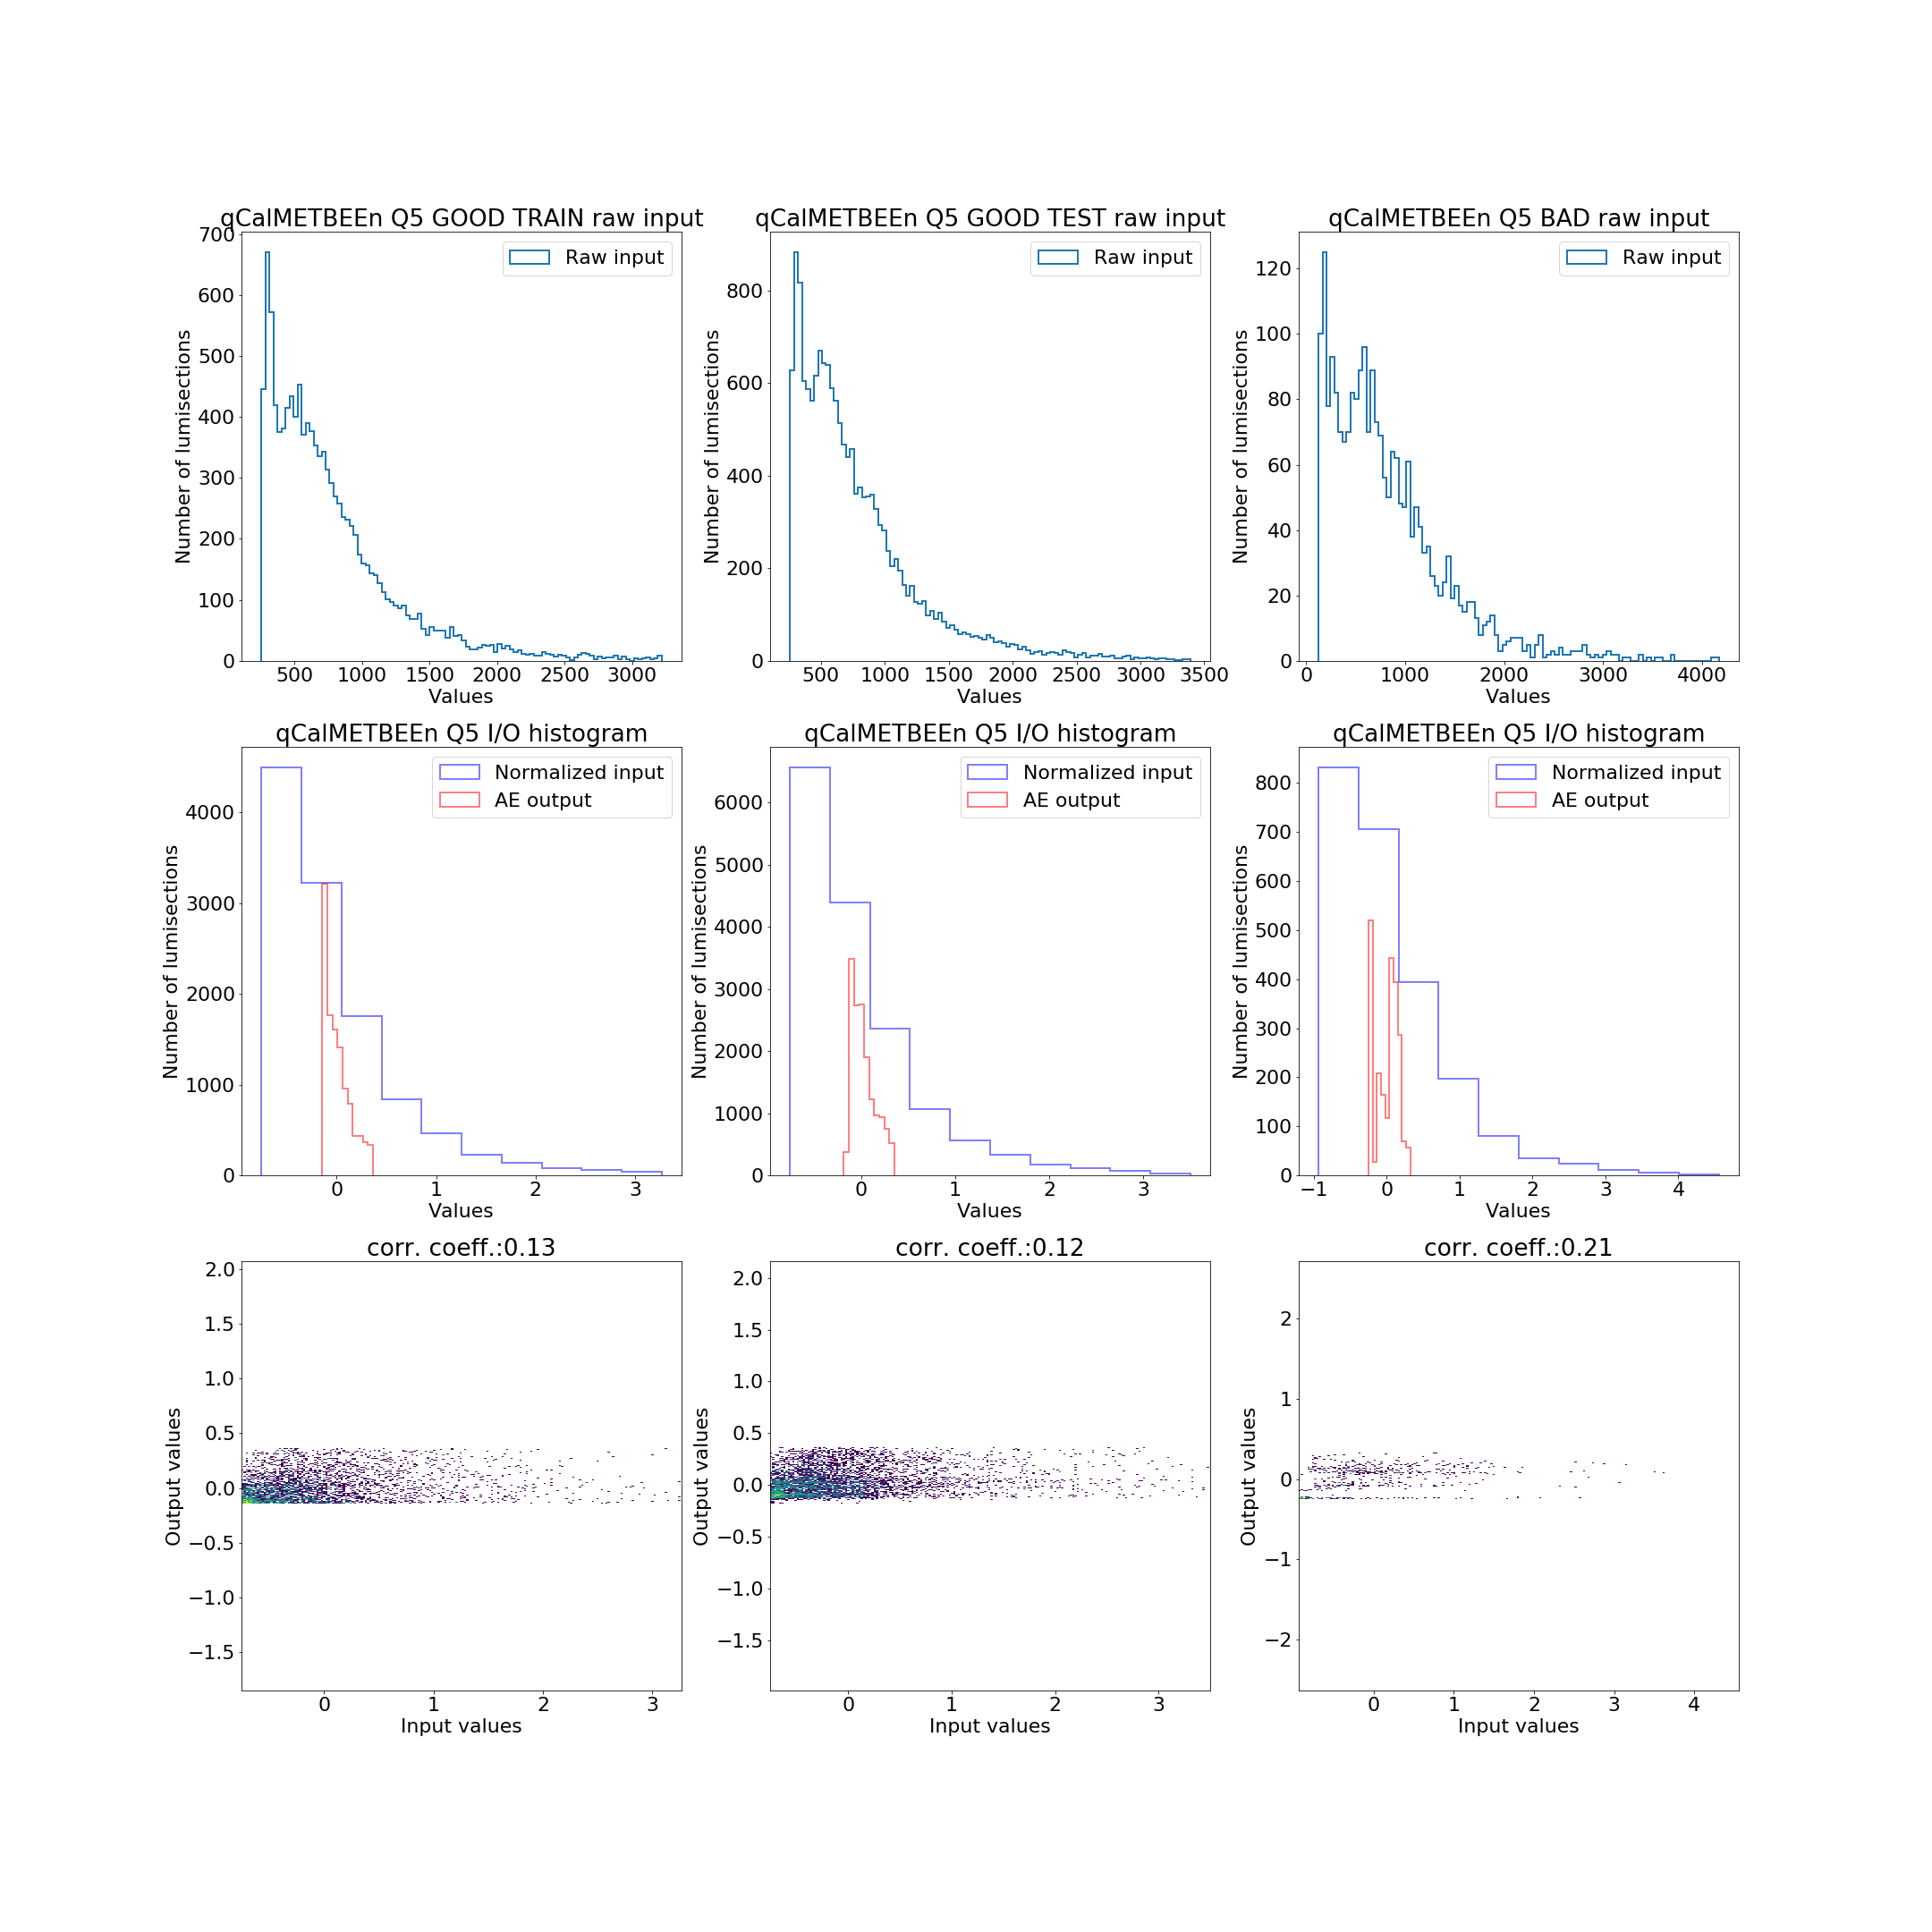 qCalMETBEEn Q5 GOOD TRAIN raw input
Raw input
Number of lumisections
700
600
500
400
300
200
100
0
500 1000 1500 2000 2500 3000
Values
qCalMETBEEn Q5 GOOD TEST raw input
Raw input
Number of lumisections
800
600
400
200
0
500 1000 1500 2000 2500 3000 3500
Values
qCalMETBEEn Q5 BAD raw input
Raw input
Number of lumisections
120
100
80
60
40
20
0
0 1000 2000 3000 4000
Values
qCalMETBEEn Q5 I/O histogram
Normalized input
AE output
Number of lumisections
4000
3000
2000
1000
0
0 1 2 3
Values
qCalMETBEEn Q5 I/O histogram
Normalized input
AE output
Number of lumisections
6000
5000
4000
3000
2000
1000
0
0 1 2 3
Values
qCalMETBEEn Q5 I/O histogram
Normalized input
AE output
Number of lumisections
800
700
600
500
400
300
200
100
0
−1 0 1 2 3 4
Values
corr. coeff.:0.13
Output values
2.0
1.5
1.0
0.5
0.0
−0.5
−1.0
−1.5
0 1 2 3
Input values
corr. coeff.:0.12
Output values
2.0
1.5
1.0
0.5
0.0
−0.5
−1.0
−1.5
0 1 2 3
Input values
corr. coeff.:0.21
Output values
2
1
0
−1
−2
0 1 2 3 4
Input values